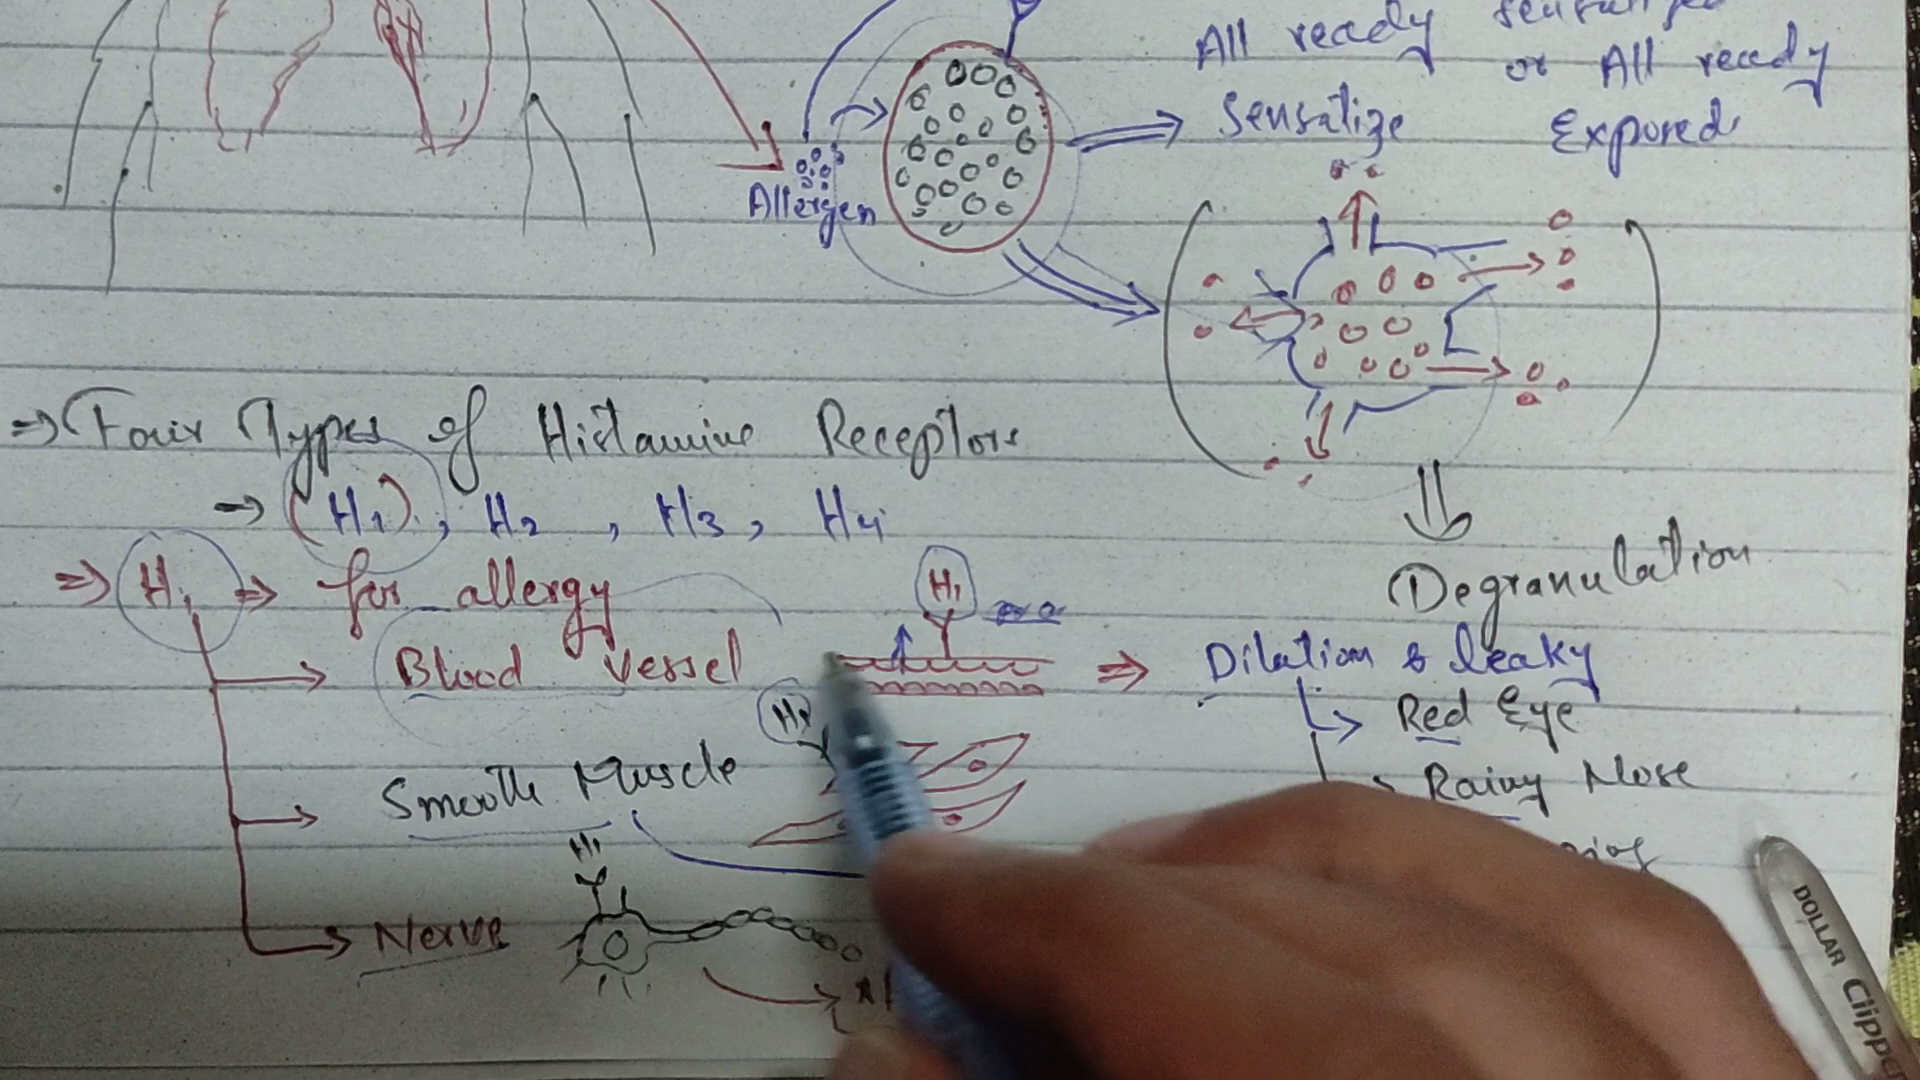 All ready
or All ready
Sensatize
Exposed
Allergen
=> Four Types of Histamine Receptors
→ (H1), H2, H3, H4
Degranulation
=> H1 => for allergy
H1
Blood Vessel
=> Dilation & leaky
H1
Red Eye
Smooth Muscle
Rainy Nose
H1
Nerve
DOLLAR Clipper